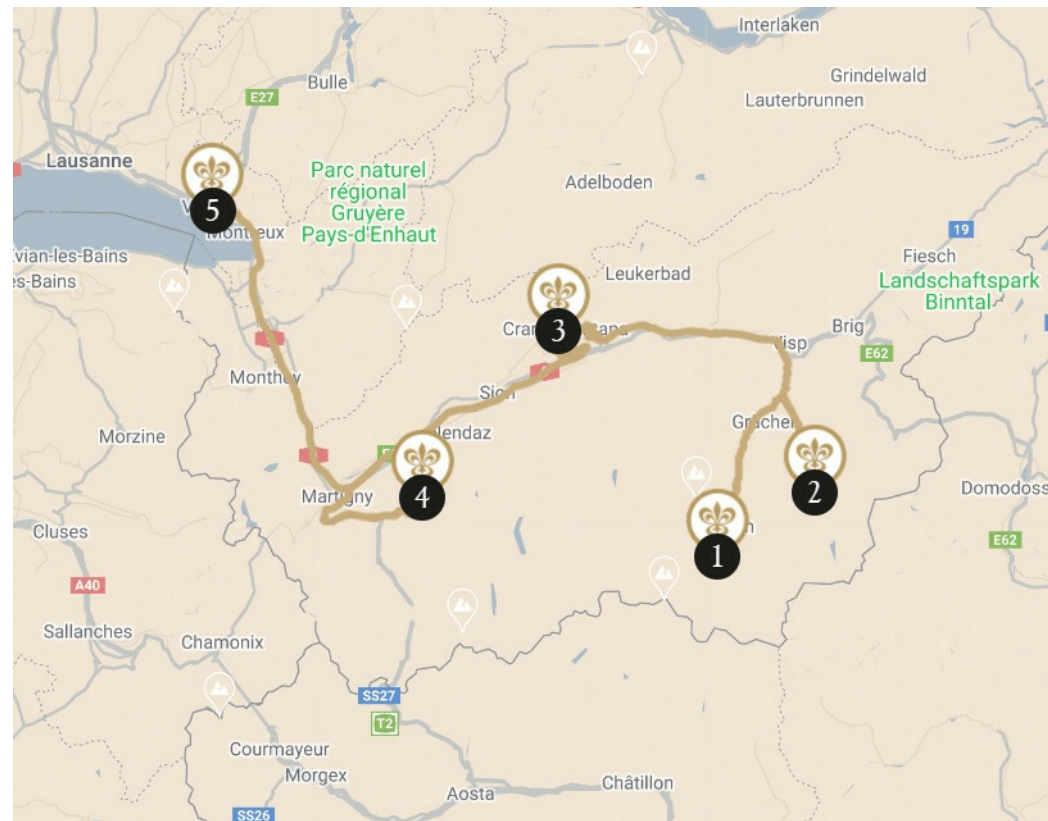 Interlaken
Bulle
Grindelwald
E27
Lauterbrunnen
Lausanne
Parc naturel
régional
Gruyère
Pays-d'Enhaut
Adelboden
5
19
Leukerbad
Fiesch
Landschaftspark
Binntal
3
Brig
E62
Sion
Monthey
Morzine
4
Martigny
2
Domodoss
1
Cluses
E62
A40
Sallanches
Chamonix
SS27
T2
Courmayeur
Morgex
Châtillon
Aosta
SS26